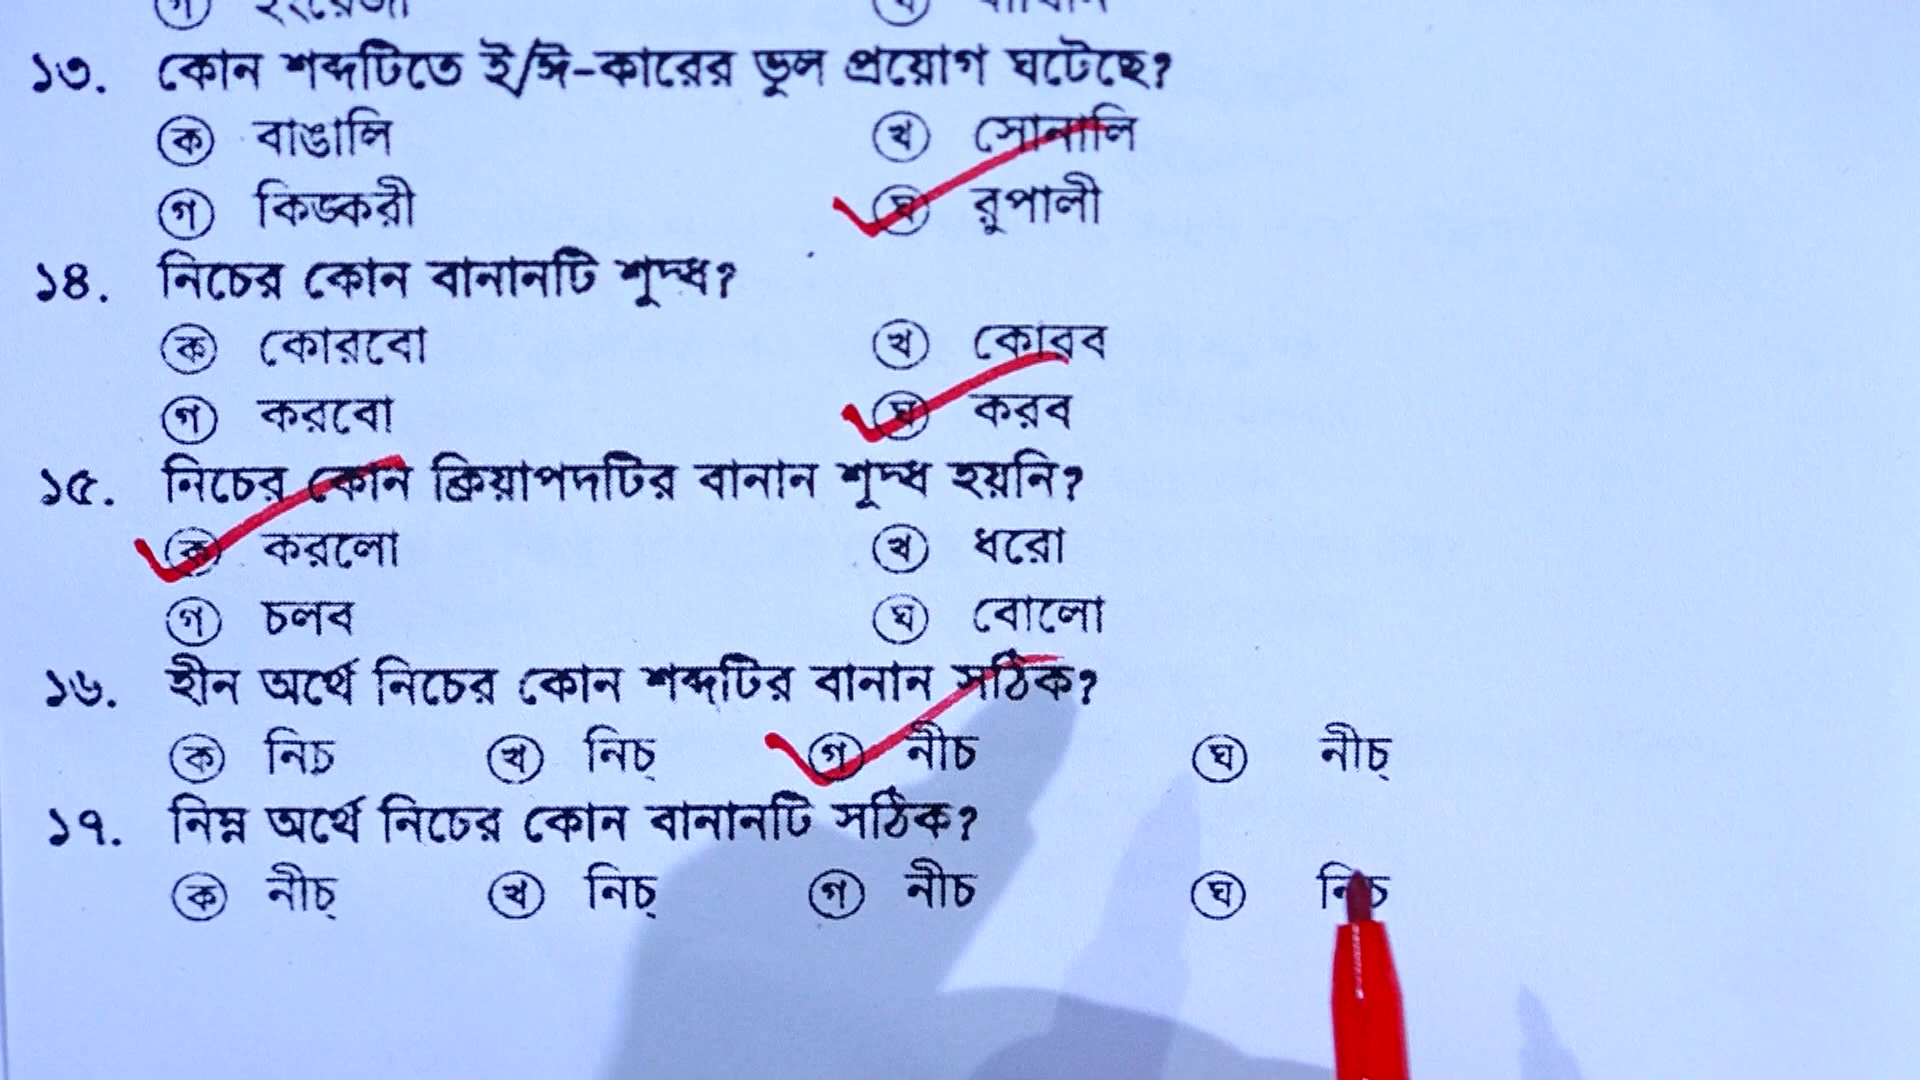 ১৩. কোন শব্দটিতে ই/ঈ-কারের ভুল প্রয়োগ ঘটেছে?
ক বাঙালি খ সোনালি
গ কিঙ্করী ঘ রুপালী
১৪. নিচের কোন বানানটি শুদ্ধ?
ক কোরবো খ কোরব
গ করবো ঘ করব
১৫. নিচের কোন ক্রিয়াপদটির বানান শুদ্ধ হয়নি?
ক করলো খ ধরো
গ চলব ঘ বোলো
১৬. হীন অর্থে নিচের কোন শব্দটির বানান সঠিক?
ক নিচ খ নিচ্ গ নীচ ঘ নীচ্
১৭. নিম্ন অর্থে নিচের কোন বানানটি সঠিক?
ক নীচ্ খ নিচ্ গ নীচ ঘ নিচ